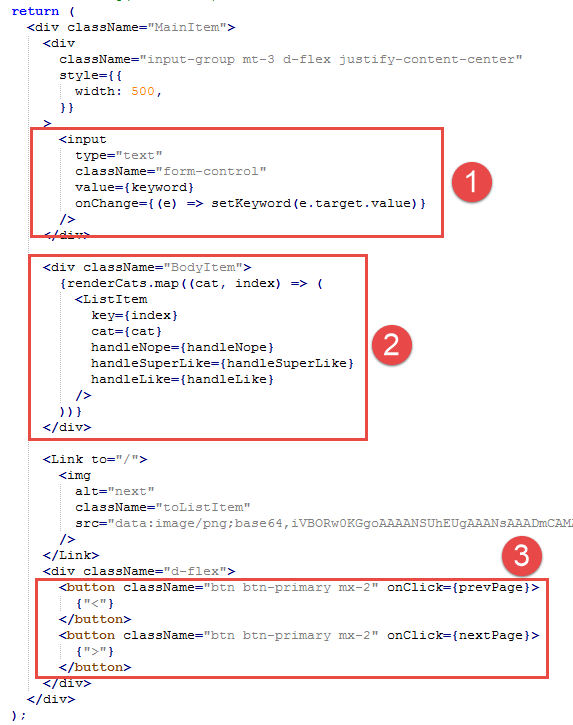 return (
<div className="MainItem">
<div
className="input-group mt-3 d-flex justify-content-center"
style={{
width: 500,
}}
>
<input
type="text"
className="form-control"
value={keyword}
onChange={(e) => setKeyword(e.target.value)}
/>
</div>
1
<div className="BodyItem">
{renderCats.map((cat, index) => (
<ListItem
key={index}
cat={cat}
handleNope={handleNope}
handleSuperLike={handleSuperLike}
handleLike={handleLike}
/>
))}
</div>
2
<Link to="/">
<img
alt="next"
className="toListItem"
src="data:image/png;base64,iVBORw0KGgoAAAANSUhEUgAAANsAAADmCAMA
/>
</Link>
<div className="d-flex">
3
<button className="btn btn-primary mx-2" onClick={prevPage}>
{"<"}
</button>
<button className="btn btn-primary mx-2" onClick={nextPage}>
{">"}
</button>
</div>
</div>
);